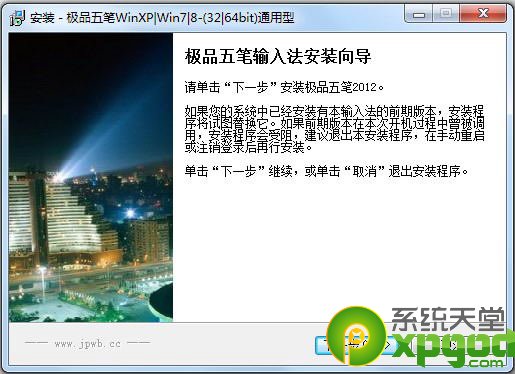 安装 - 极品五笔WinXP|Win7|8-(32|64bit)通用型
极品五笔输入法安装向导
请单击“下一步”安装极品五笔2012。
如果您的系统中已经安装有本输入法的前期版本，安装程
序将试图替换它。如果前期版本在本次开机过程中曾被调
用，安装程序会受阻，建议退出本安装程序，在手动重启
或注销登录后再行安装。
单击“下一步”继续，或单击“取消”退出安装程序。
—— www.jpwb.cc ——
系统天堂
xpgod